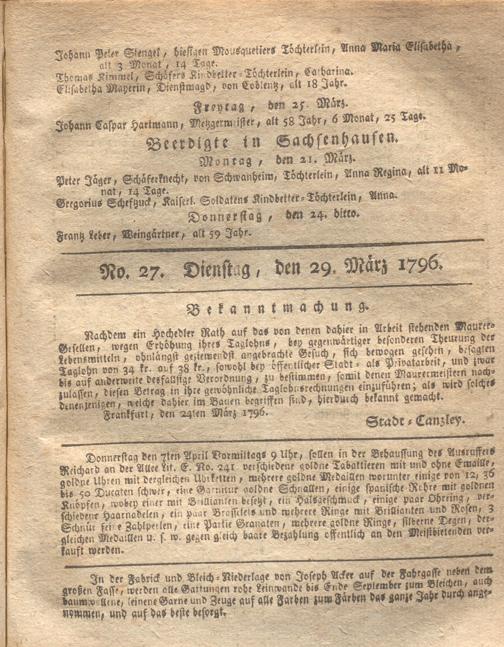 Johann Peter Stengel, hiesigen Mousquetiers Töchterlein, Anna Maria Elisabetha,
alt 3 Monat, 14 Tage.
Thomas Kimmel, Schäfers Kindbetter-Töchterlein, Catharina.
Elisabetha Mayerin, Dienstmagd, von Coblentz, alt 18 Jahr.
Freytag, den 25. März.
Johann Caspar Hartmann, Metzgermeister, alt 58 Jahr, 6 Monat, 25 Tage.
Beerdigte in Sachsenhausen.
Montag, den 21. März.
Peter Jäger, Schäferknecht, von Schwanheim, Töchterlein, Anna Regina, alt 11 Mo-
nat, 14 Tage.
Gregorius Scheftzuck, Kaiserl. Soldatens Kindbetter-Töchterlein, Anna.
Donnerstag, den 24. ditto.
Frantz Leber, Weingärtner, alt 59 Jahr.
No. 27. Dienstag, den 29. März 1796.
Bekanntmachung.
Nachdem ein Hochedler Rath auf das von denen dahier in Arbeit stehenden Maurer-
Gesellen, wegen Erhöhung ihres Taglohns, bey gegenwärtiger besonderen Theurung der
Lebensmitteln, ohnlängst geziemendst angebrachte Gesuch, sich bewogen gesehen, besagten
Taglohn von 34 kr. auf 38 kr., sowohl bey öffentlicher Stadt- als Privatarbeit, und zwar
bis auf anderweite desfallsige Verordnung, zu bestimmen, somit denen Maurermeistern nach-
zulassen, diesen Betrag in ihre gewöhnliche Taglohnsrechnungen einzuführen; als wird solches
denenjenigen, welche dahier im Bauen begriffen sind, hierdurch bekannt gemacht.
Frankfurt, den 24ten März 1796.
Stadt-Canzley.
Donnerstag den 7ten April Vormittags 9 Uhr, sollen in der Behaussung des Ausruffers
Reichard an der Allee Lit. E. No. 241. verschiedene goldne Tabattieren mit und ohne Emaille,
goldne Uhren mit dergleichen Uhrketten, mehrere goldne Medaillen worunter einige von 12, 36
bis 50 Ducaten schwer, eine Garnitur goldne Schnallen, einige spanische Rohre mit goldnen
Knöpfen, wobey einer mit Brillianten besetzt, ein Halsgeschmuck, einige paar Ohrring, ver-
schiedene Haarnadelen, ein paar Brasselets und mehrere Ringe mit Brillianten und Rosen, 3
Schnür feine Zahlperlen, eine Partie Granaten, mehrere goldne Ringe, silberne Degen, der-
gleichen Medaillen u. s. w. gegen gleich baare Bezahlung öffentlich an den Meistbietenden ver-
kauft werden.
In der Fabrick und Bleich-Niederlage von Joseph Acker auf der Fahrgasse neben dem
großen Fasse, werden alle Gattungen rohe Leinwande bis Ende September zum Bleichen, auch
baumwollene, leinene Garne und Zeuge auf alle Farben zum Färben das ganze Jahr durch ange-
nommen, und auf das beste besorgt.